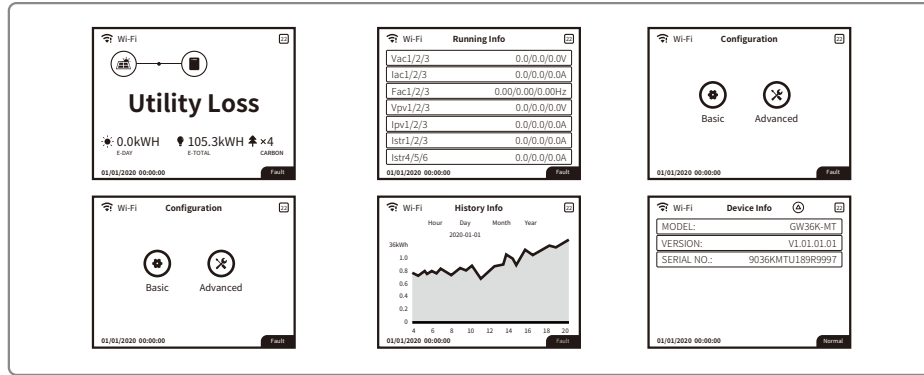 Wi-Fi 22
Utility Loss
0.0kWH 105.3kWH ×4
E-DAY E-TOTAL CARBON
01/01/2020 00:00:00 Fault
Wi-Fi Running Info 22
Vac1/2/3 0.0/0.0/0.0V
Iac1/2/3 0.0/0.0/0.0A
Fac1/2/3 0.00/0.00/0.00Hz
Vpv1/2/3 0.0/0.0/0.0V
Ipv1/2/3 0.0/0.0/0.0A
Istr1/2/3 0.0/0.0/0.0A
Istr4/5/6 0.0/0.0/0.0A
01/01/2020 00:00:00 Fault
Wi-Fi Configuration 22
Basic Advanced
01/01/2020 00:00:00 Fault
Wi-Fi Configuration 22
Basic Advanced
01/01/2020 00:00:00 Fault
Wi-Fi History Info 22
Hour Day Month Year
2020-01-01
36kWh
1.0
0.8
0.6
0.4
0.2
0
4 6 8 10 12 14 16 18 20
01/01/2020 00:00:00 Fault
Wi-Fi Device Info 22
MODEL: GW36K-MT
VERSION: V1.01.01.01
SERIAL NO.: 9036KMTU189R9997
01/01/2020 00:00:00 Normal